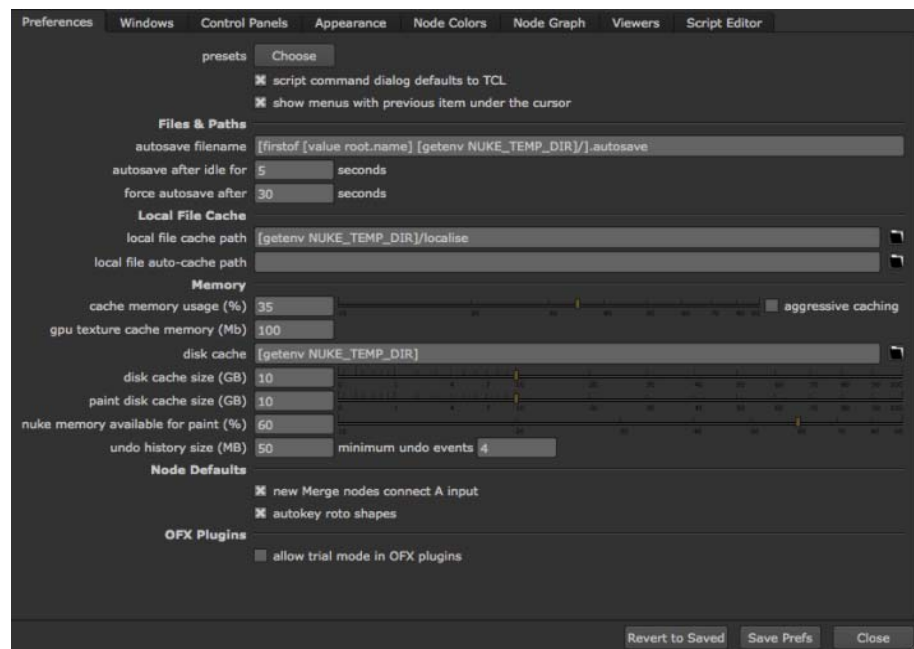 Preferences Windows Control Panels Appearance Node Colors Node Graph Viewers Script Editor
presets Choose
script command dialog defaults to TCL
show menus with previous item under the cursor
Files & Paths
autosave filename [firstof [value root.name] [getenv NUKE_TEMP_DIR]/].autosave
autosave after idle for 5 seconds
force autosave after 30 seconds
Local File Cache
local file cache path [getenv NUKE_TEMP_DIR]/localise
local file auto-cache path
Memory
cache memory usage (%) 35 aggressive caching
gpu texture cache memory (Mb) 100
disk cache [getenv NUKE_TEMP_DIR]
disk cache size (GB) 10
paint disk cache size (GB) 10
nuke memory available for paint (%) 60
undo history size (MB) 50 minimum undo events 4
Node Defaults
new Merge nodes connect A input
autokey roto shapes
OFX Plugins
allow trial mode in OFX plugins
Revert to Saved Save Prefs Close